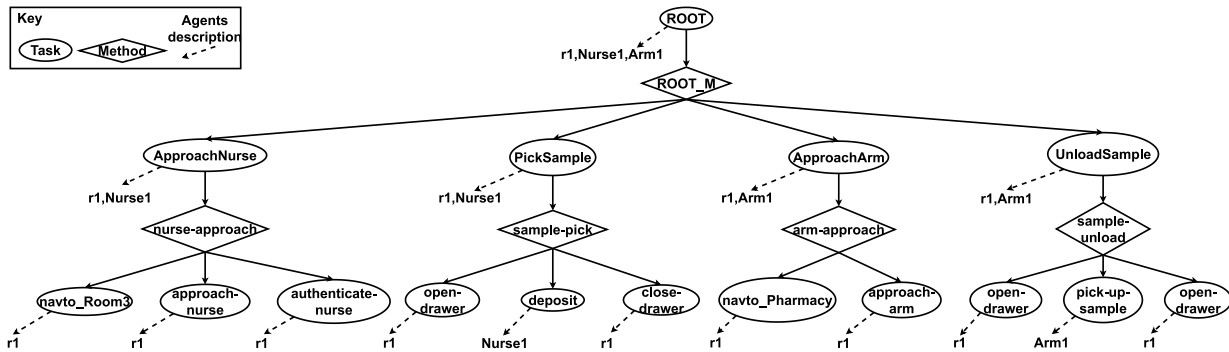 Key
Task
Method
Agents
description
ROOT
r1,Nurse1,Arm1
ROOT_M
ApproachNurse
PickSample
ApproachArm
UnloadSample
r1,Nurse1
r1,Nurse1
r1,Arm1
r1,Arm1
nurse-approach
sample-pick
arm-approach
sample-
unload
navto_Room3
approach-
nurse
authenticate-
nurse
open-
drawer
deposit
close-
drawer
navto_Pharmacy
approach-
arm
open-
drawer
pick-up-
sample
open-
drawer
r1
r1
r1
r1
Nurse1
r1
r1
r1
r1
Arm1
r1